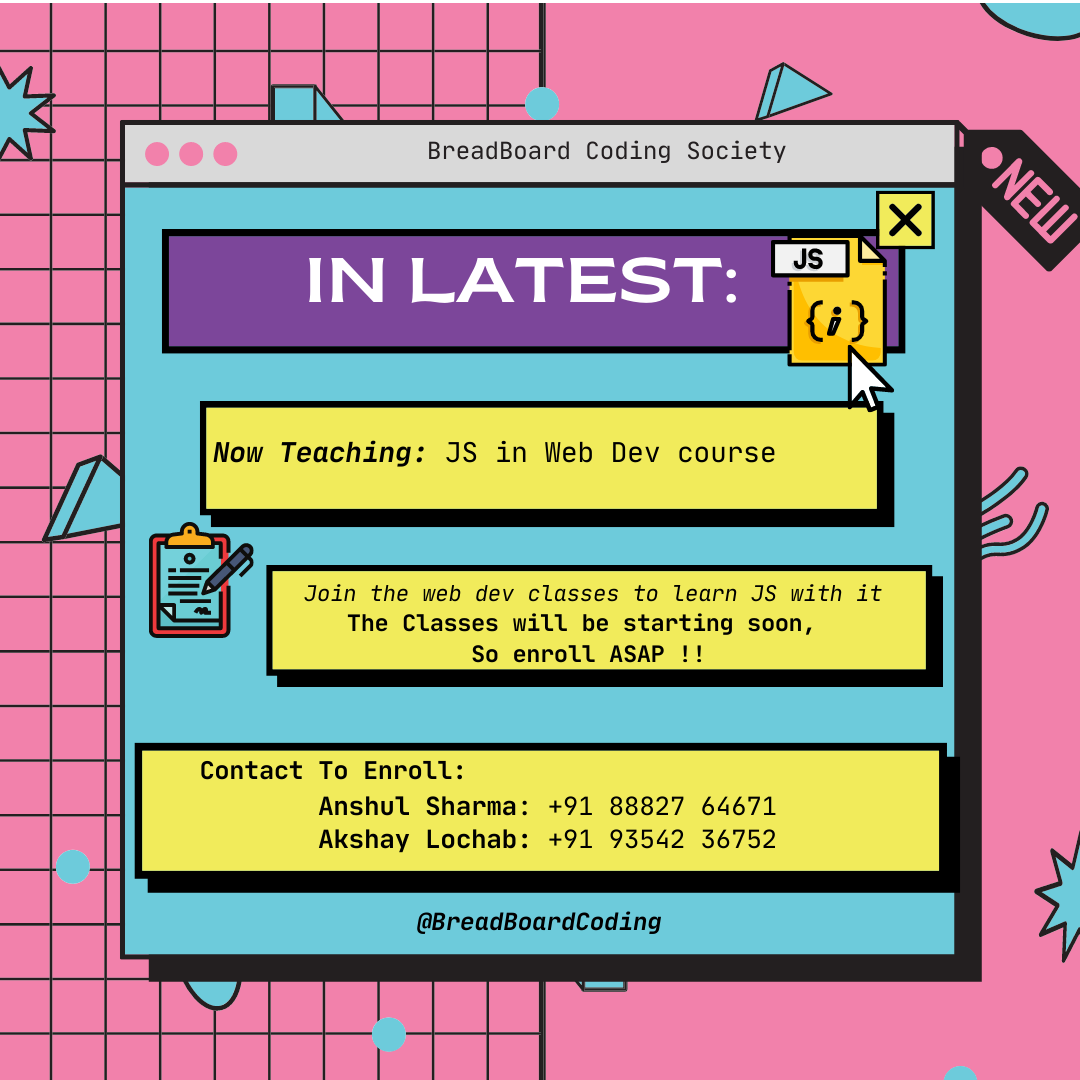 BreadBoard Coding Society
NEW
IN LATEST:
JS
{i}
Now Teaching: JS in Web Dev course
Join the web dev classes to learn JS with it
The Classes will be starting soon,
So enroll ASAP !!
Contact To Enroll:
Anshul Sharma: +91 88827 64671
Akshay Lochab: +91 93542 36752
@BreadBoardCoding